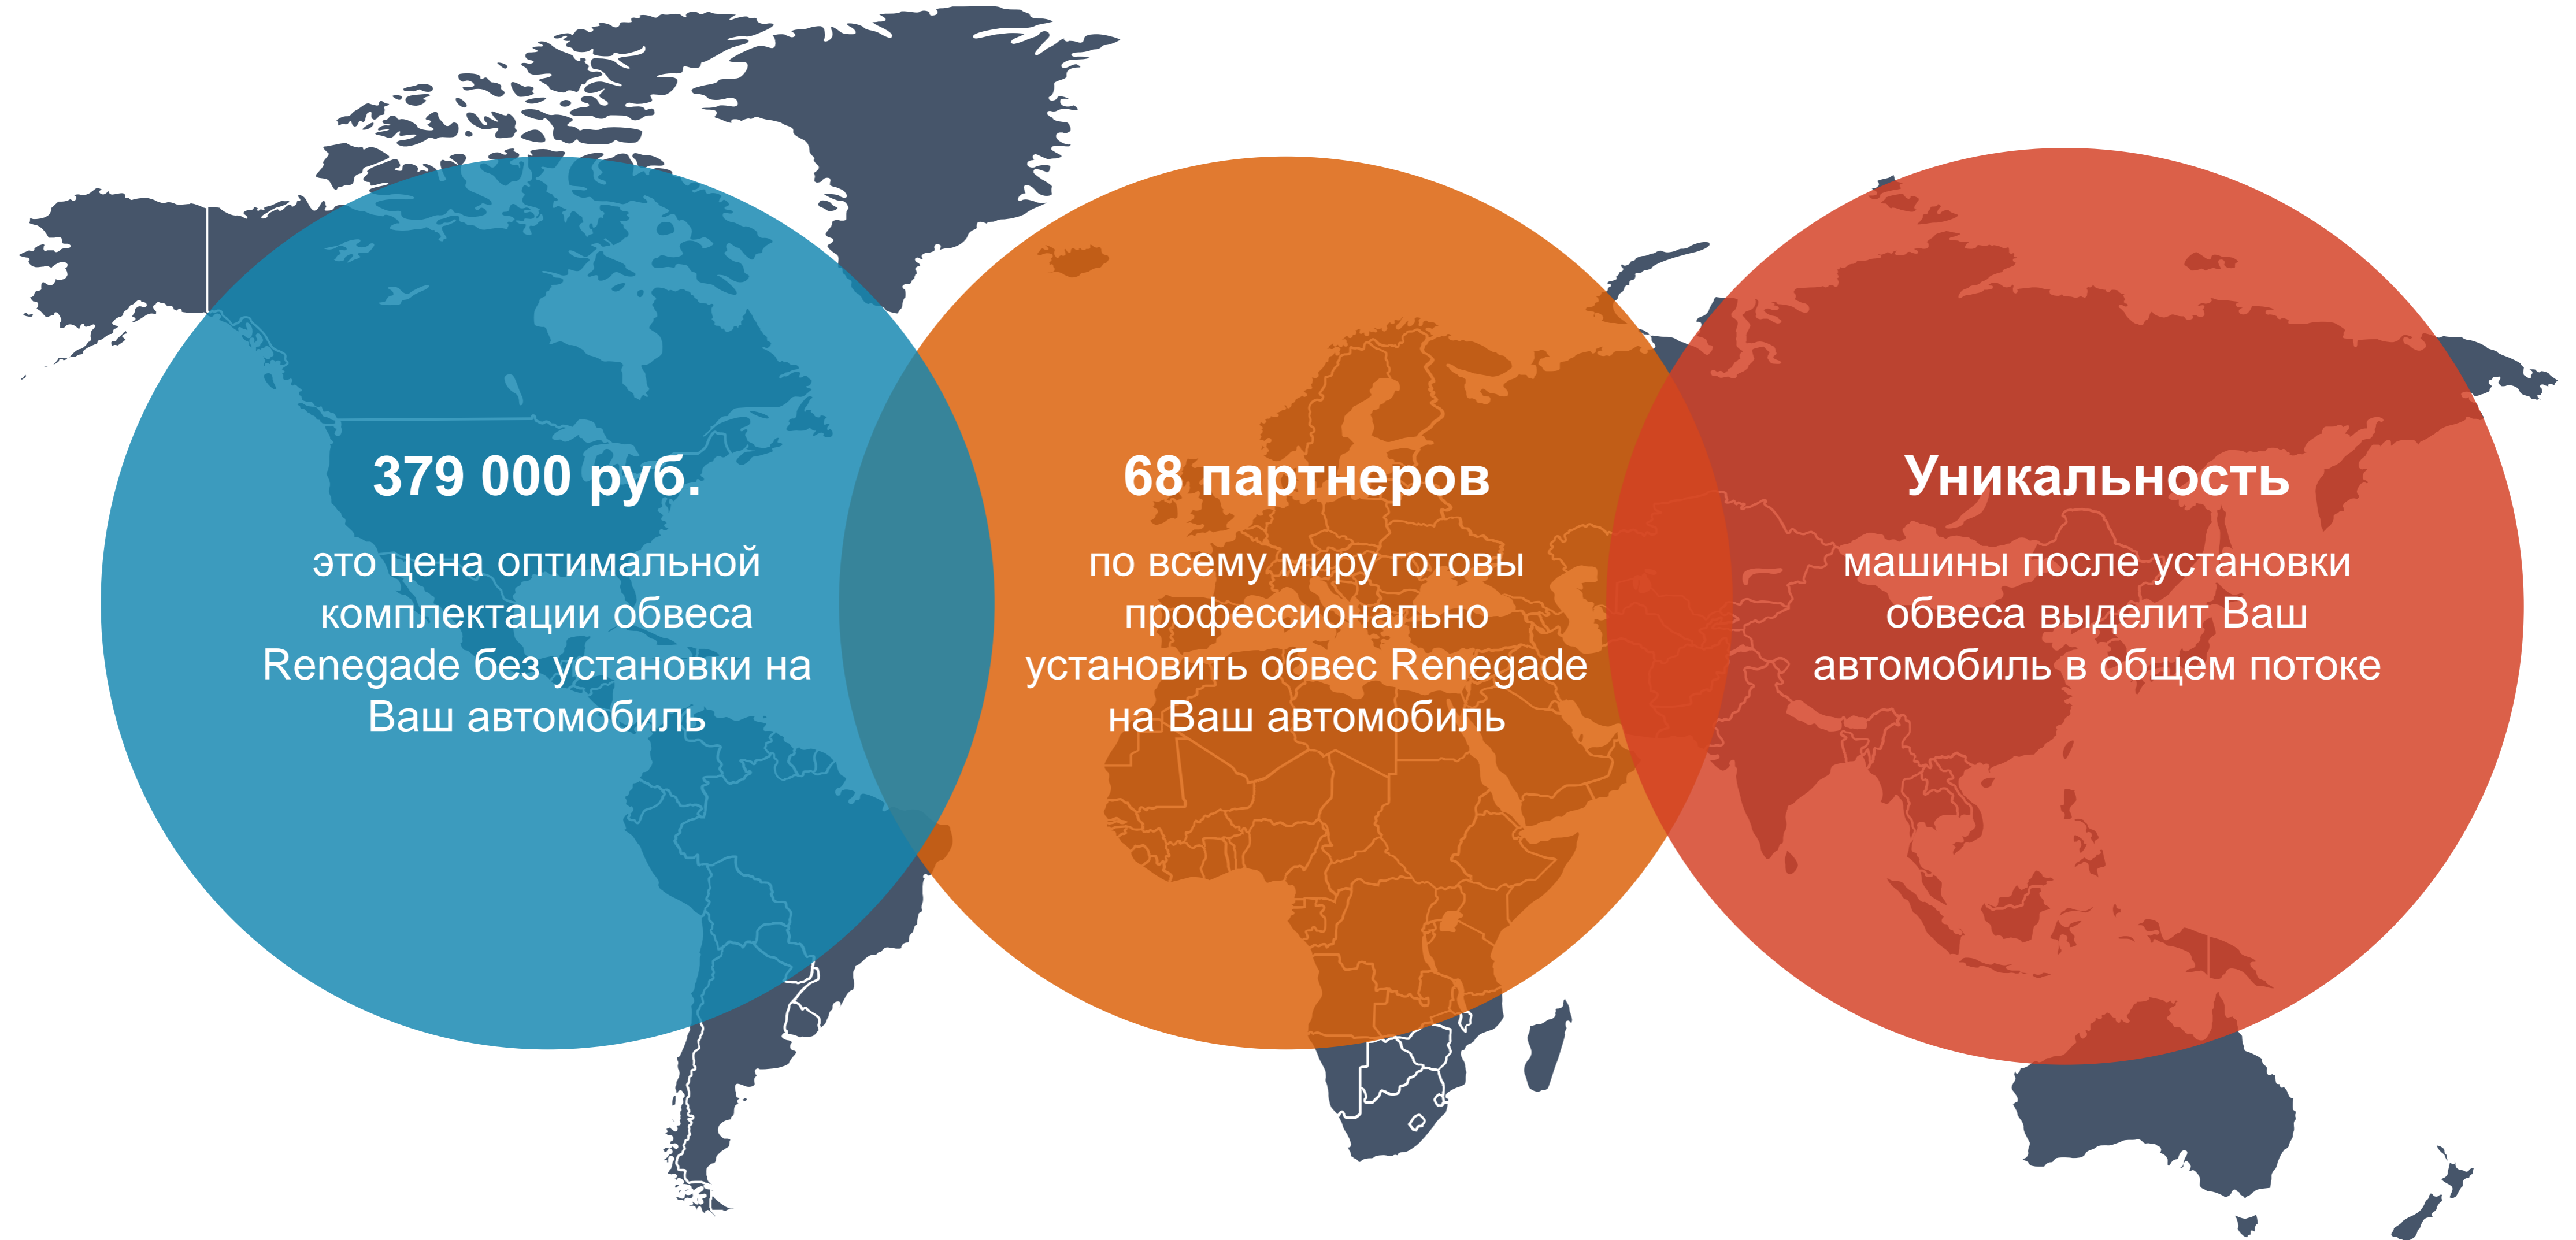 379 000 руб.
это цена оптимальной
комплектации обвеса
Renegade без установки на
Ваш автомобиль
68 партнеров
по всему миру готовы
профессионально
установить обвес Renegade
на Ваш автомобиль
Уникальность
машины после установки
обвеса выделит Ваш
автомобиль в общем потоке